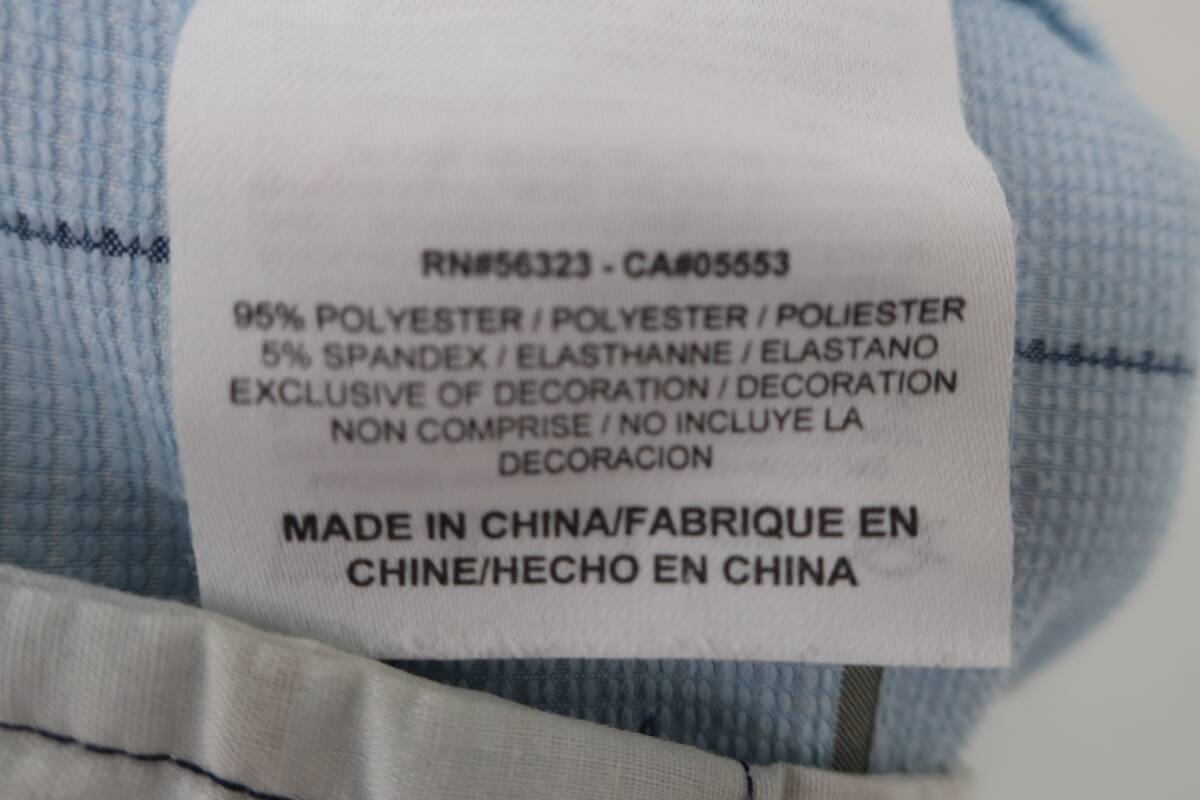 RN#56323 - CA#05553
95% POLYESTER / POLYESTER / POLIESTER
5% SPANDEX / ELASTHANNE / ELASTANO
EXCLUSIVE OF DECORATION / DECORATION
NON COMPRISE / NO INCLUYE LA
DECORACION
MADE IN CHINA/FABRIQUE EN
CHINE/HECHO EN CHINA